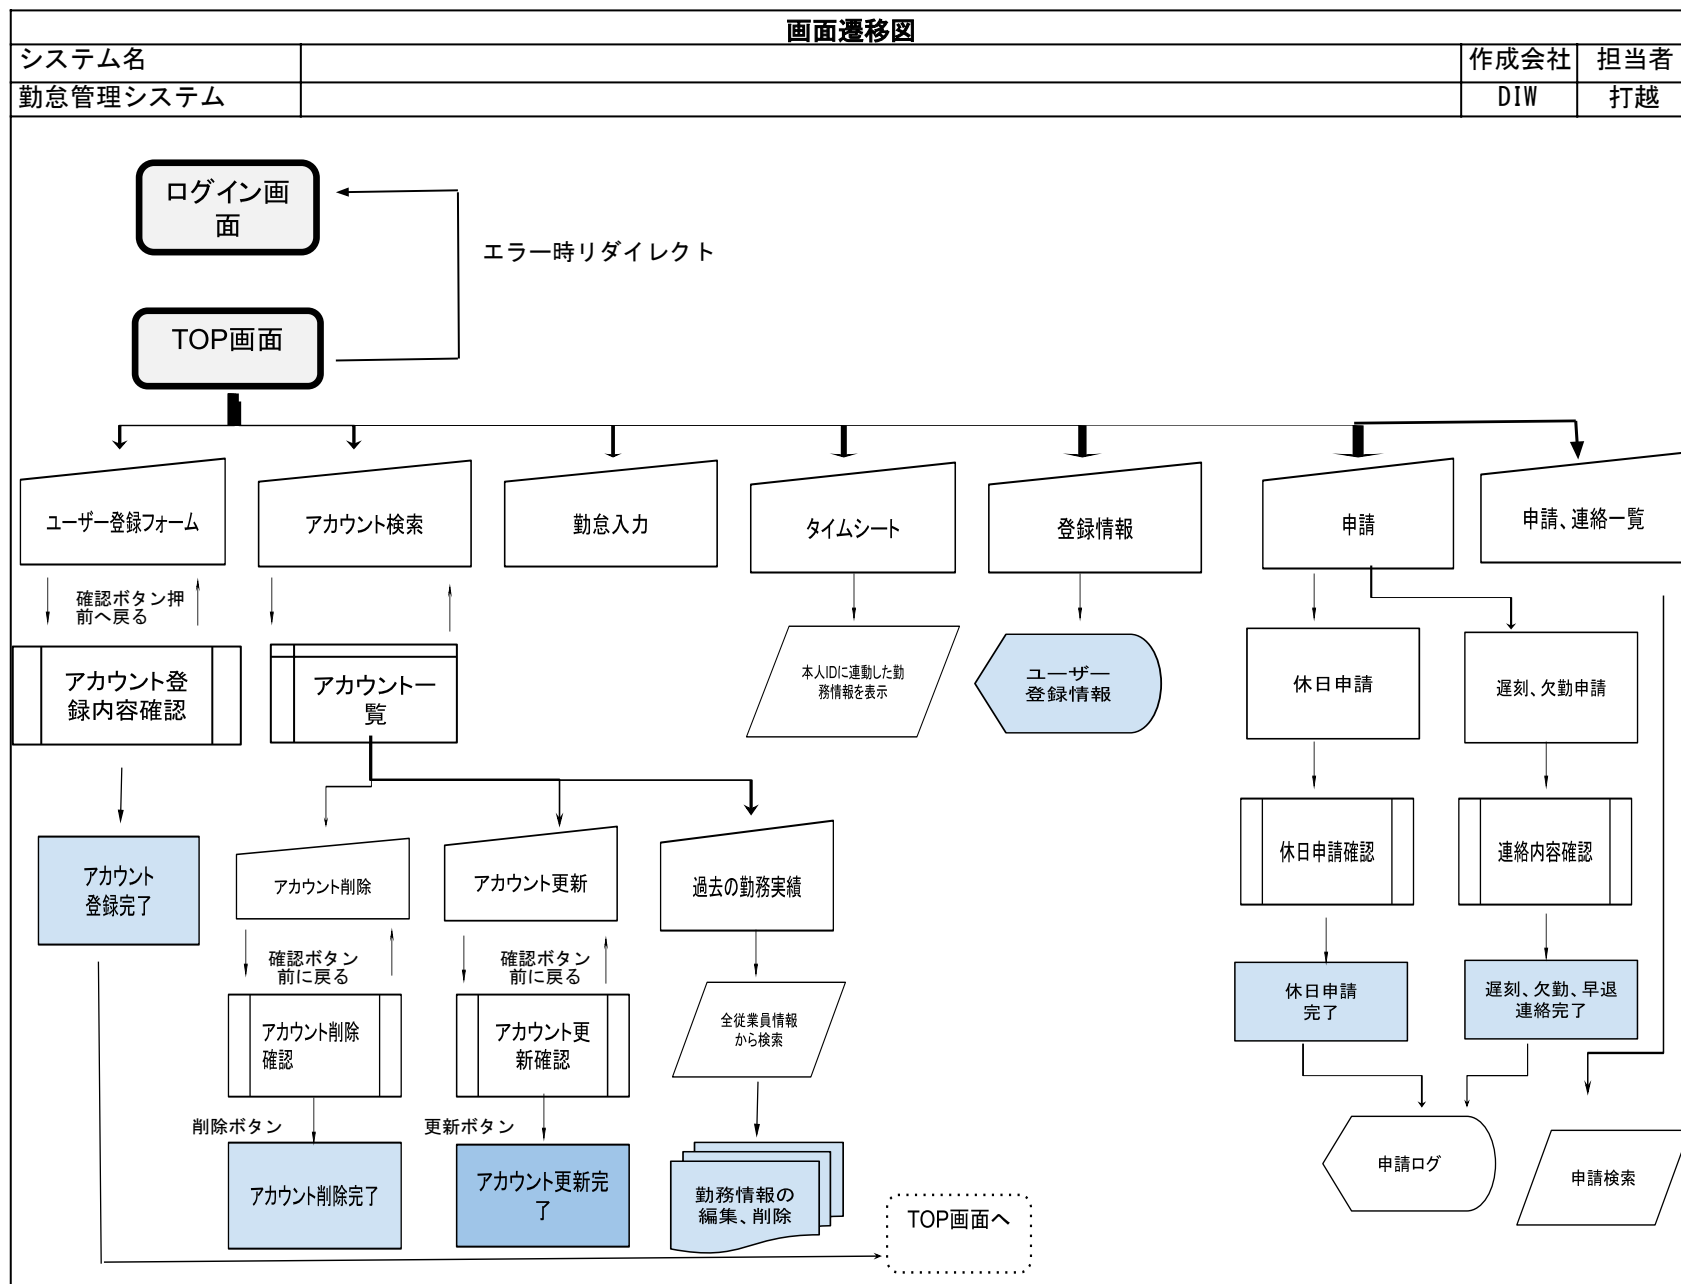 画面遷移図
システム名
作成会社
担当者
勤怠管理システム
DIW
打越
ログイン画
面
エラー時リダイレクト
TOP画面
ユーザー登録フォーム
アカウント検索
勤怠入力
タイムシート
登録情報
申請
申請、連絡一覧
確認ボタン押
前へ戻る
アカウント登
録内容確認
アカウント一
覧
本人IDに連動した勤
務情報を表示
ユーザー
登録情報
休日申請
遅刻、欠勤申請
アカウント
登録完了
アカウント削除
アカウント更新
過去の勤務実績
休日申請確認
連絡内容確認
確認ボタン
前に戻る
確認ボタン
前に戻る
アカウント削除
確認
アカウント更
新確認
全従業員情報
から検索
休日申請
完了
遅刻、欠勤、早退
連絡完了
削除ボタン
更新ボタン
アカウント削除完了
アカウント更新完
了
勤務情報の
編集、削除
TOP画面へ
申請ログ
申請検索